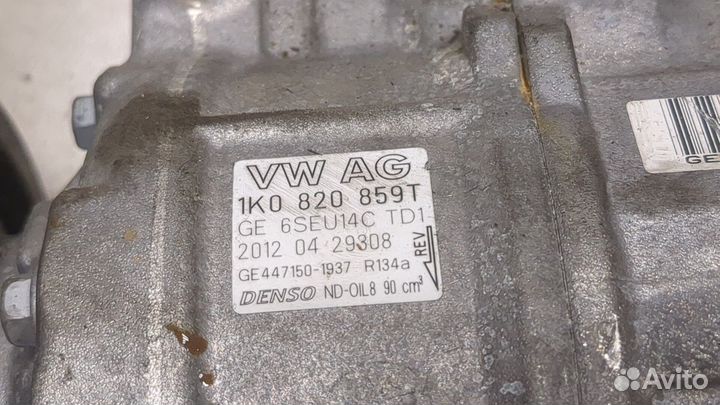 VW AG
1K0 820 859T
GE 6SEU14C TD1
2012 04 29308
GE447150-1937 R134a
REV
DENSO ND-OIL8 90 cm³
GE
Avito